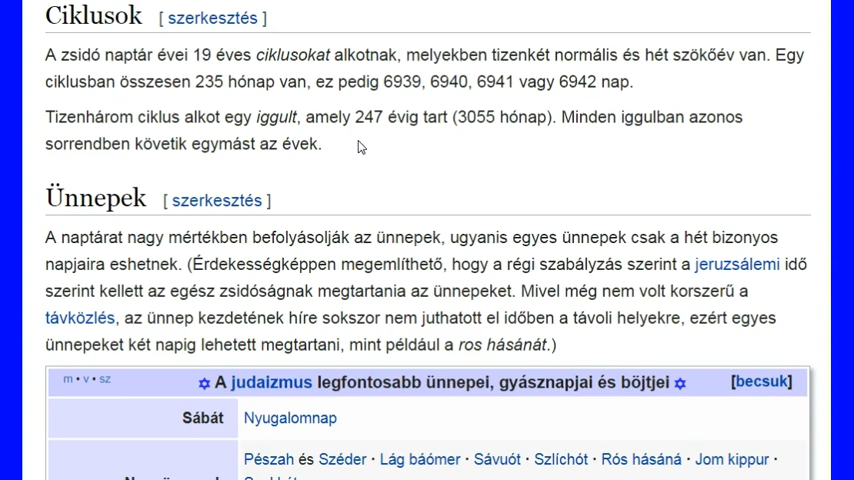 Ciklusok [ szerkesztés ]
A zsidó naptár évei 19 éves ciklusokat alkotnak, melyekben tizenkét normális és hét szökőév van. Egy
ciklusban összesen 235 hónap van, ez pedig 6939, 6940, 6941 vagy 6942 nap.
Tizenhárom ciklus alkot egy iggult, amely 247 évig tart (3055 hónap). Minden iggulban azonos
sorrendben követik egymást az évek.
Ünnepek [ szerkesztés ]
A naptárat nagy mértékben befolyásolják az ünnepek, ugyanis egyes ünnepek csak a hét bizonyos
napjaira eshetnek. (Érdekességképpen megemlíthető, hogy a régi szabályzás szerint a jeruzsálemi idő
szerint kellett az egész zsidóságnak megtartania az ünnepeket. Mivel még nem volt korszerű a
távközlés, az ünnep kezdetének híre sokszor nem juthatott el időben a távoli helyekre, ezért egyes
ünnepeket két napig lehetett megtartani, mint például a ros hásánát.)
m • v • sz A judaizmus legfontosabb ünnepei, gyásznapjai és böjtjei [becsuk]
Sábát Nyugalomnap
Pészah és Széder · Lág báómer · Sávuót · Szlíchót · Rós hásáná · Jom kippur ·